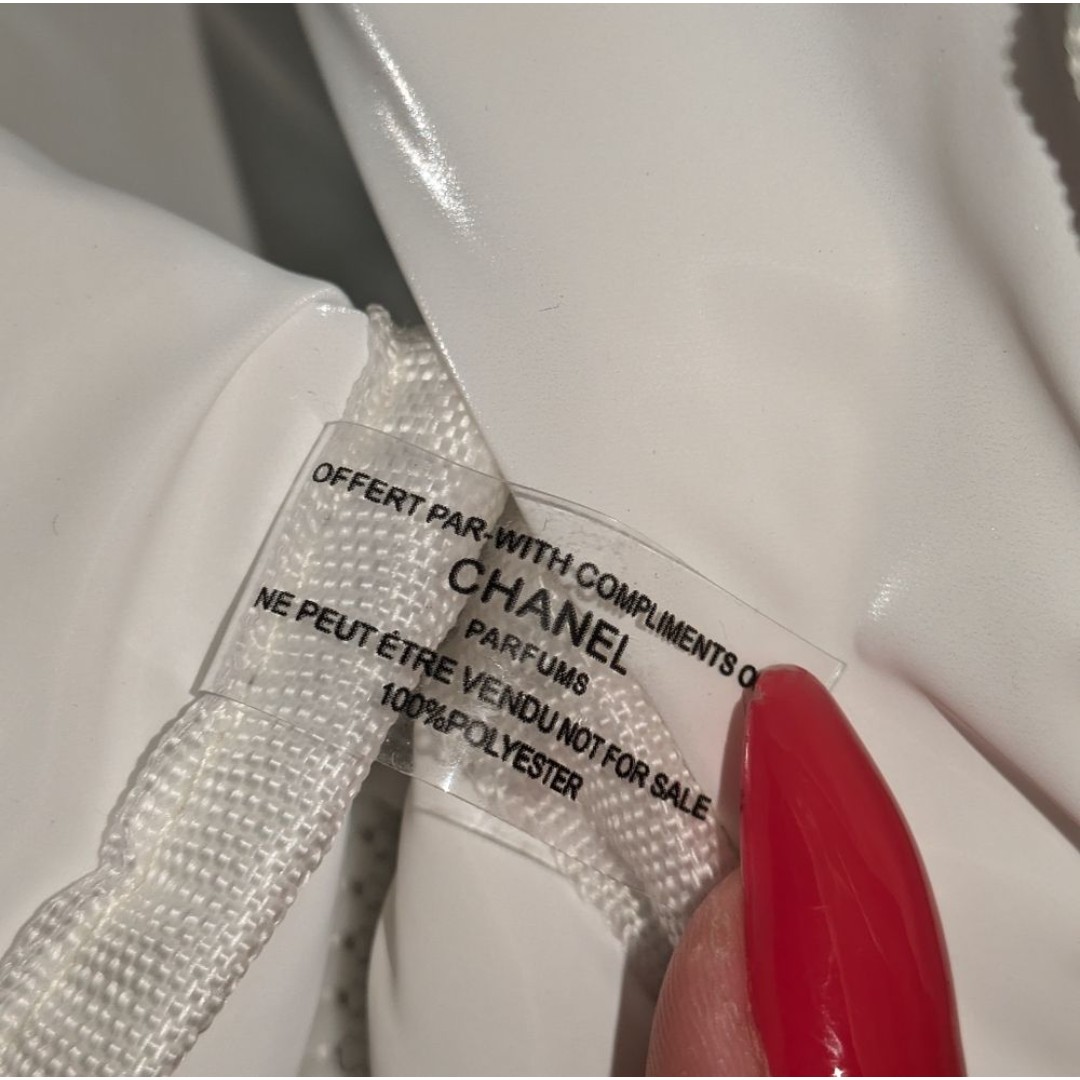 OFFERT PAR-WITH COMPLIMENTS O
CHANEL
PARFUMS
NE PEUT ÊTRE VENDU NOT FOR SALE
100%POLYESTER